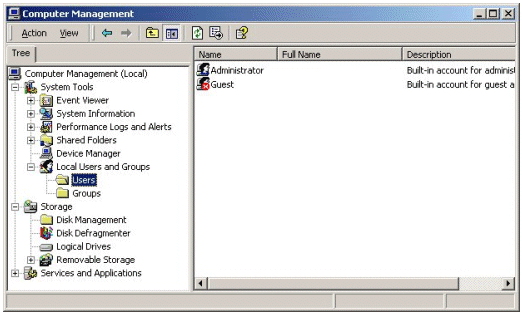 Computer Management
Action View
Tree
Name Full Name Description
Computer Management (Local)
System Tools
Event Viewer
System Information
Performance Logs and Alerts
Shared Folders
Device Manager
Local Users and Groups
Users
Groups
Storage
Disk Management
Disk Defragmenter
Logical Drives
Removable Storage
Services and Applications
Administrator Built-in account for administ
Guest Built-in account for guest a